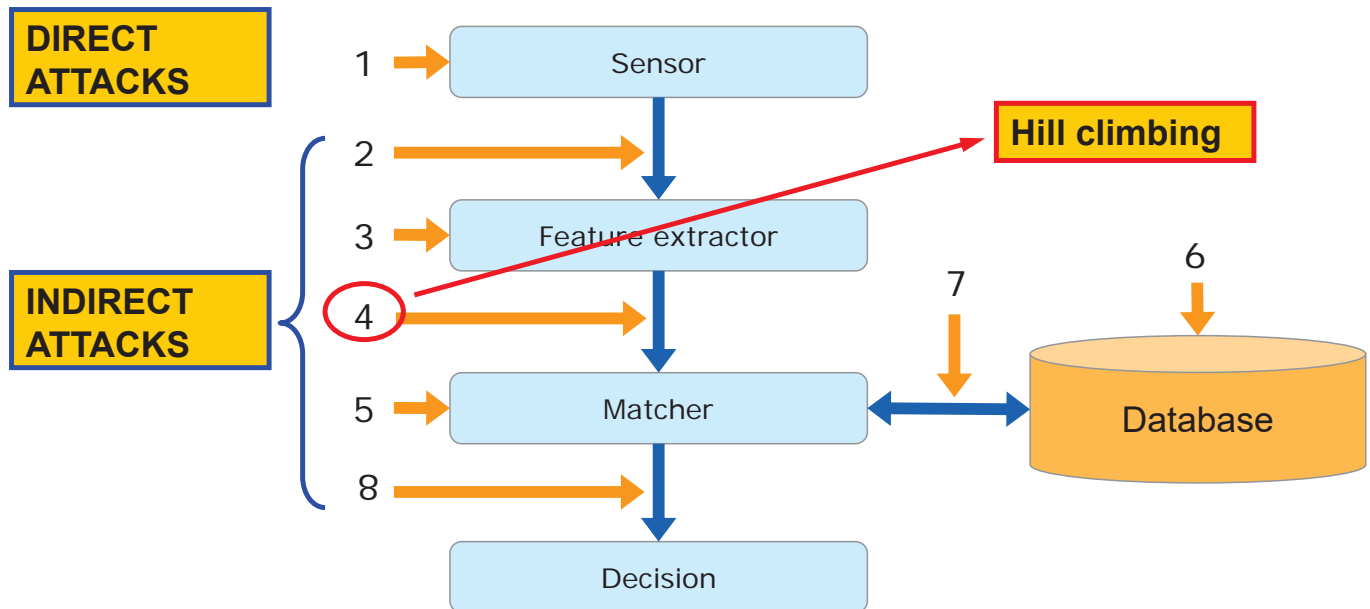 DIRECT
ATTACKS
1
Sensor
2
Hill climbing
3
Feature extractor
INDIRECT
ATTACKS
4
7
6
5
Matcher
Database
8
Decision